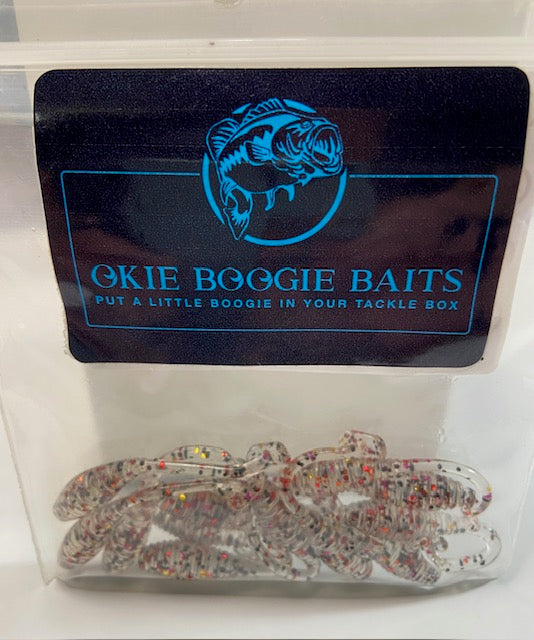 OKIE BOOGIE BAITS
PUT A LITTLE BOOGIE IN YOUR TACKLE BOX